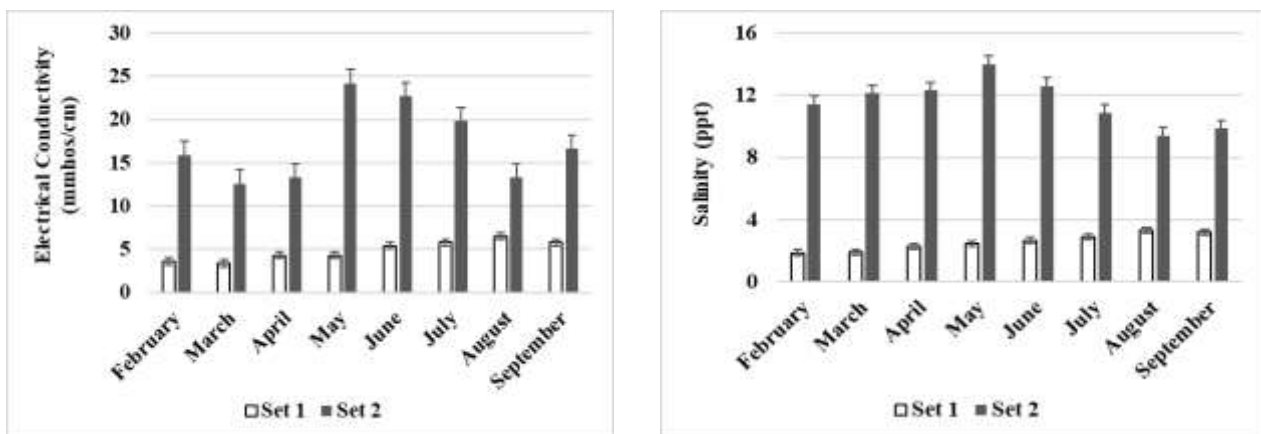 Electrical Conductivity
(mmhos/cm)
30
25
20
15
10
5
0
February
March
April
May
June
July
August
September
Set 1 Set 2
Salinity (ppt)
16
12
8
4
0
February
March
April
May
June
July
August
September
Set 1 Set 2